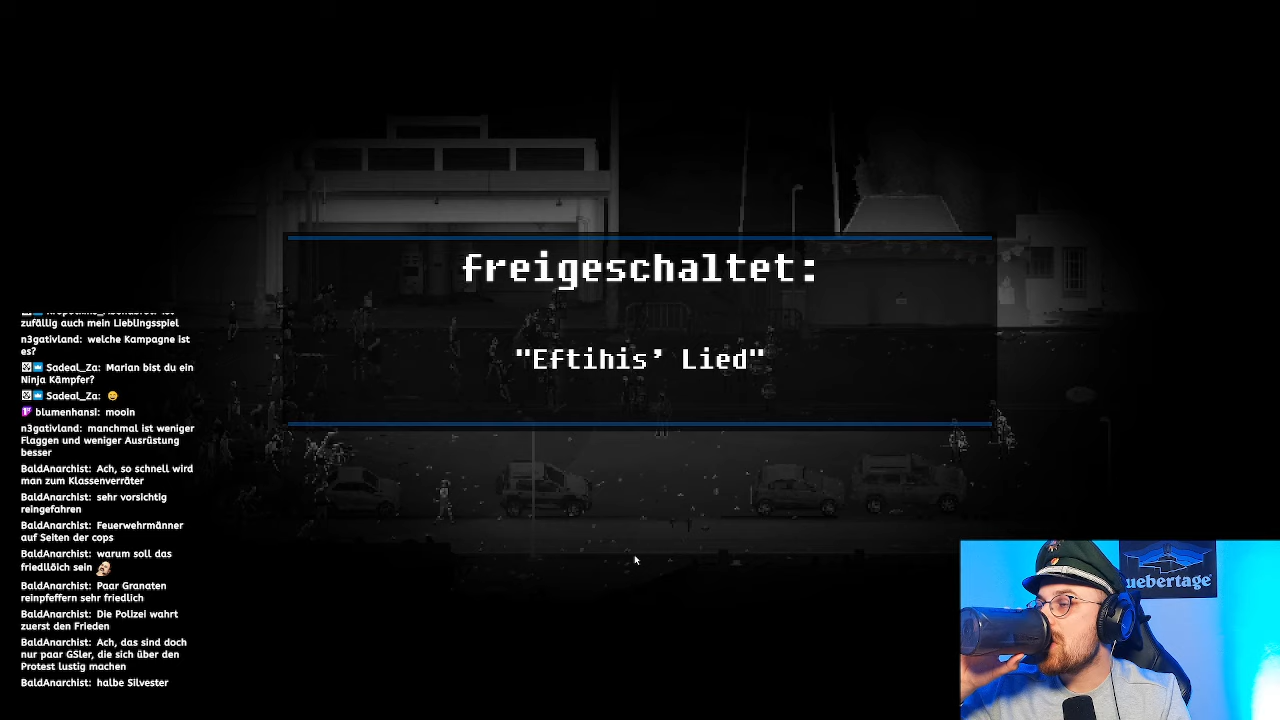 freigeschaltet:
"Eftihis’ Lied"
zufällig auch mein Lieblingsspiel
n3gativland: welche Kampagne ist
es?
Sadeal_Za: Marian bist du ein
Ninja Kämpfer?
Sadeal_Za:
blumenhansi: mooin
n3gativland: manchmal ist weniger
Flaggen und weniger Ausrüstung
besser
BaldAnarchist: Ach, so schnell wird
man zum Klassenverräter
BaldAnarchist: sehr vorsichtig
reingefahren
BaldAnarchist: Feuerwehrmänner
auf Seiten der cops
BaldAnarchist: warum soll das
friedllöich sein
BaldAnarchist: Paar Granaten
reinpfeffern sehr friedlich
BaldAnarchist: Die Polizei wahrt
zuerst den Frieden
BaldAnarchist: Ach, das sind doch
nur paar GSler, die sich über den
Protest lustig machen
BaldAnarchist: halbe Silvester
uebertage